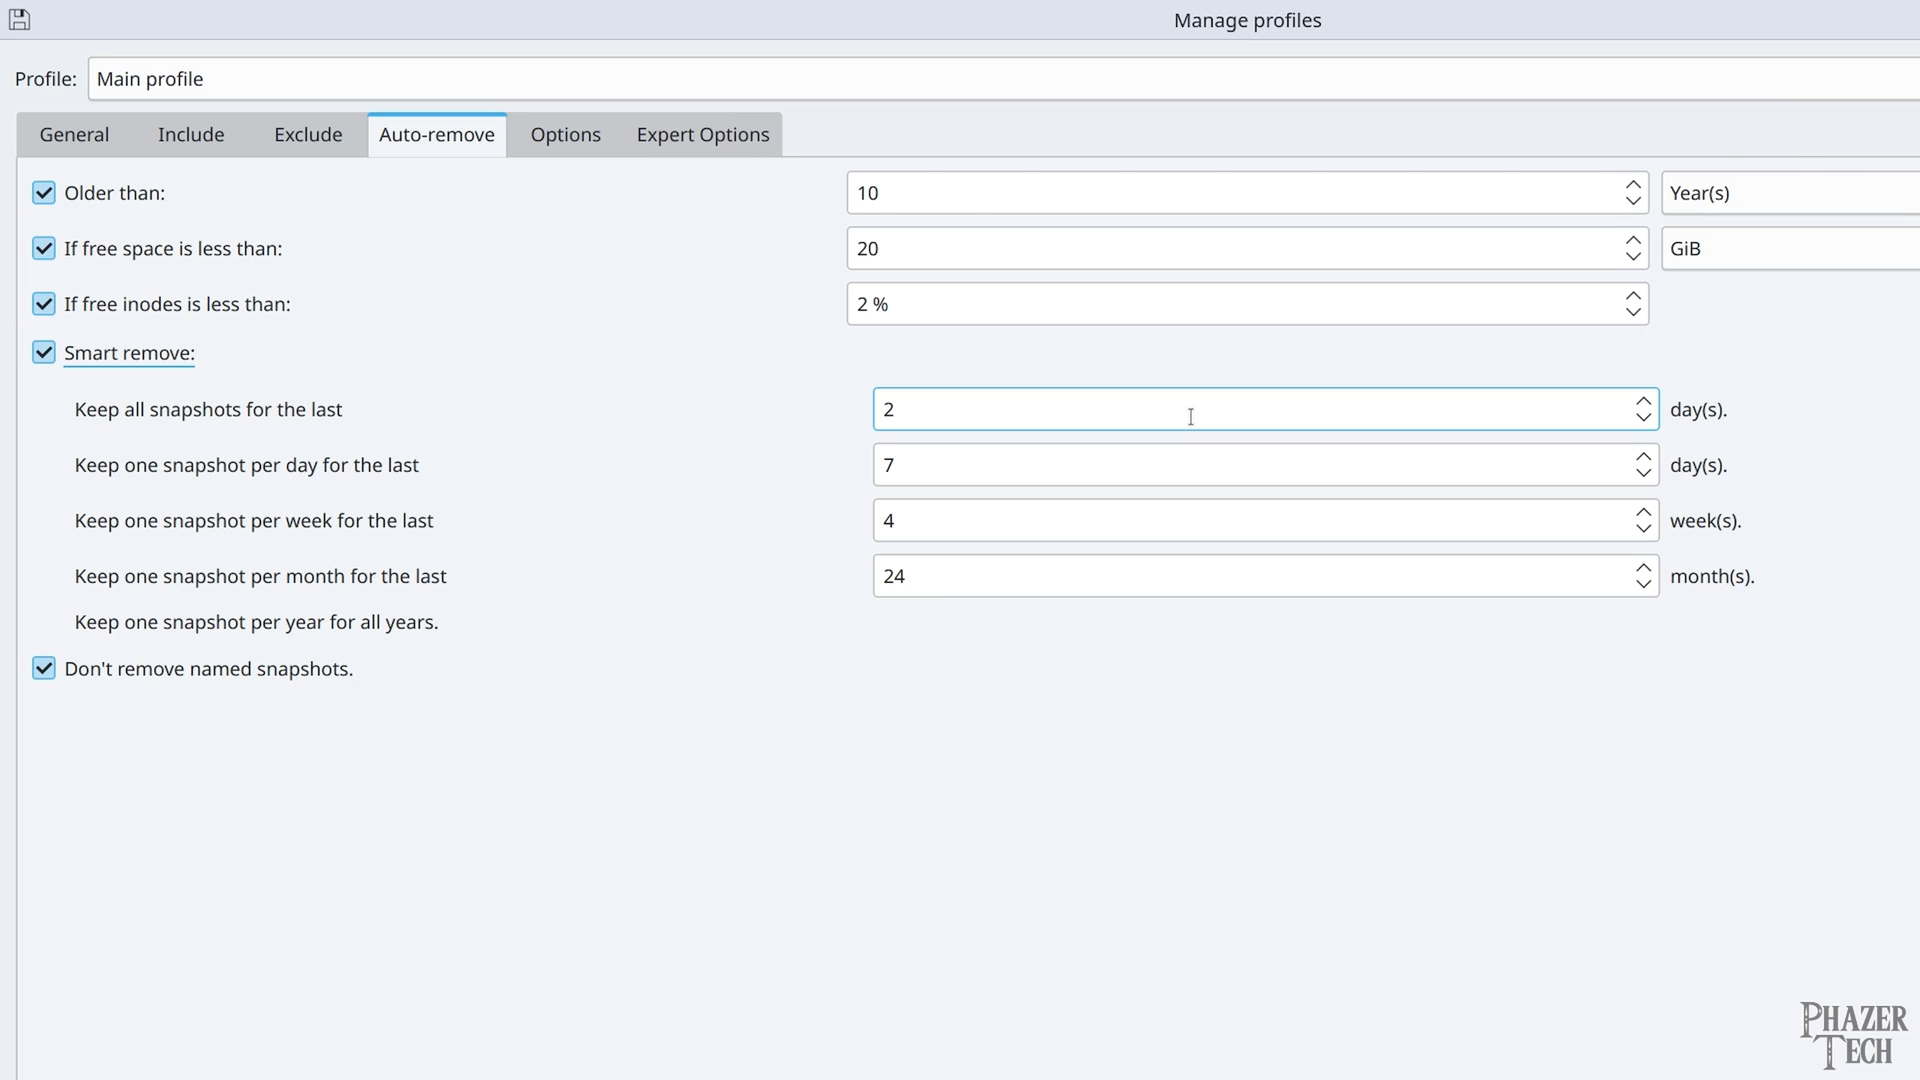 Manage profiles
Profile: Main profile
General Include Exclude Auto-remove Options Expert Options
Older than: 10 Year(s)
If free space is less than: 20 GiB
If free inodes is less than: 2 %
Smart remove:
Keep all snapshots for the last 2 day(s).
Keep one snapshot per day for the last 7 day(s).
Keep one snapshot per week for the last 4 week(s).
Keep one snapshot per month for the last 24 month(s).
Keep one snapshot per year for all years.
Don't remove named snapshots.
PHAZER
TECH